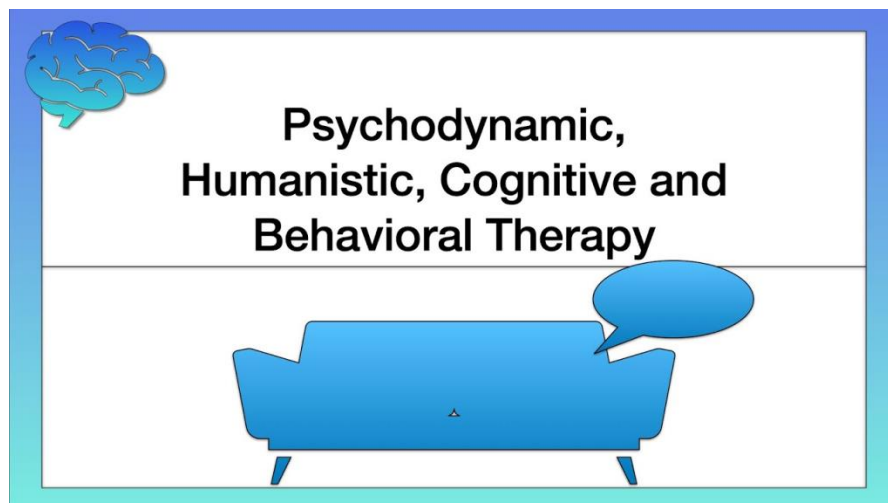 Psychodynamic,
Humanistic, Cognitive and
Behavioral Therapy